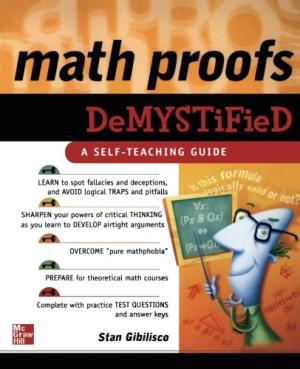 math proofs
DeMYSTiFieD
A SELF-TEACHING GUIDE
Is this formula
logically valid or not?
∀x:
(Px & Qx)
LEARN to spot fallacies and deceptions,
and AVOID logical TRAPS and pitfalls
SHARPEN your powers of critical THINKING
as you learn to DEVELOP airtight arguments
OVERCOME "pure mathphobia"
PREPARE for theoretical math courses
Complete with practice TEST QUESTIONS
and answer keys
Mc
Graw
Hill
Stan Gibilisco